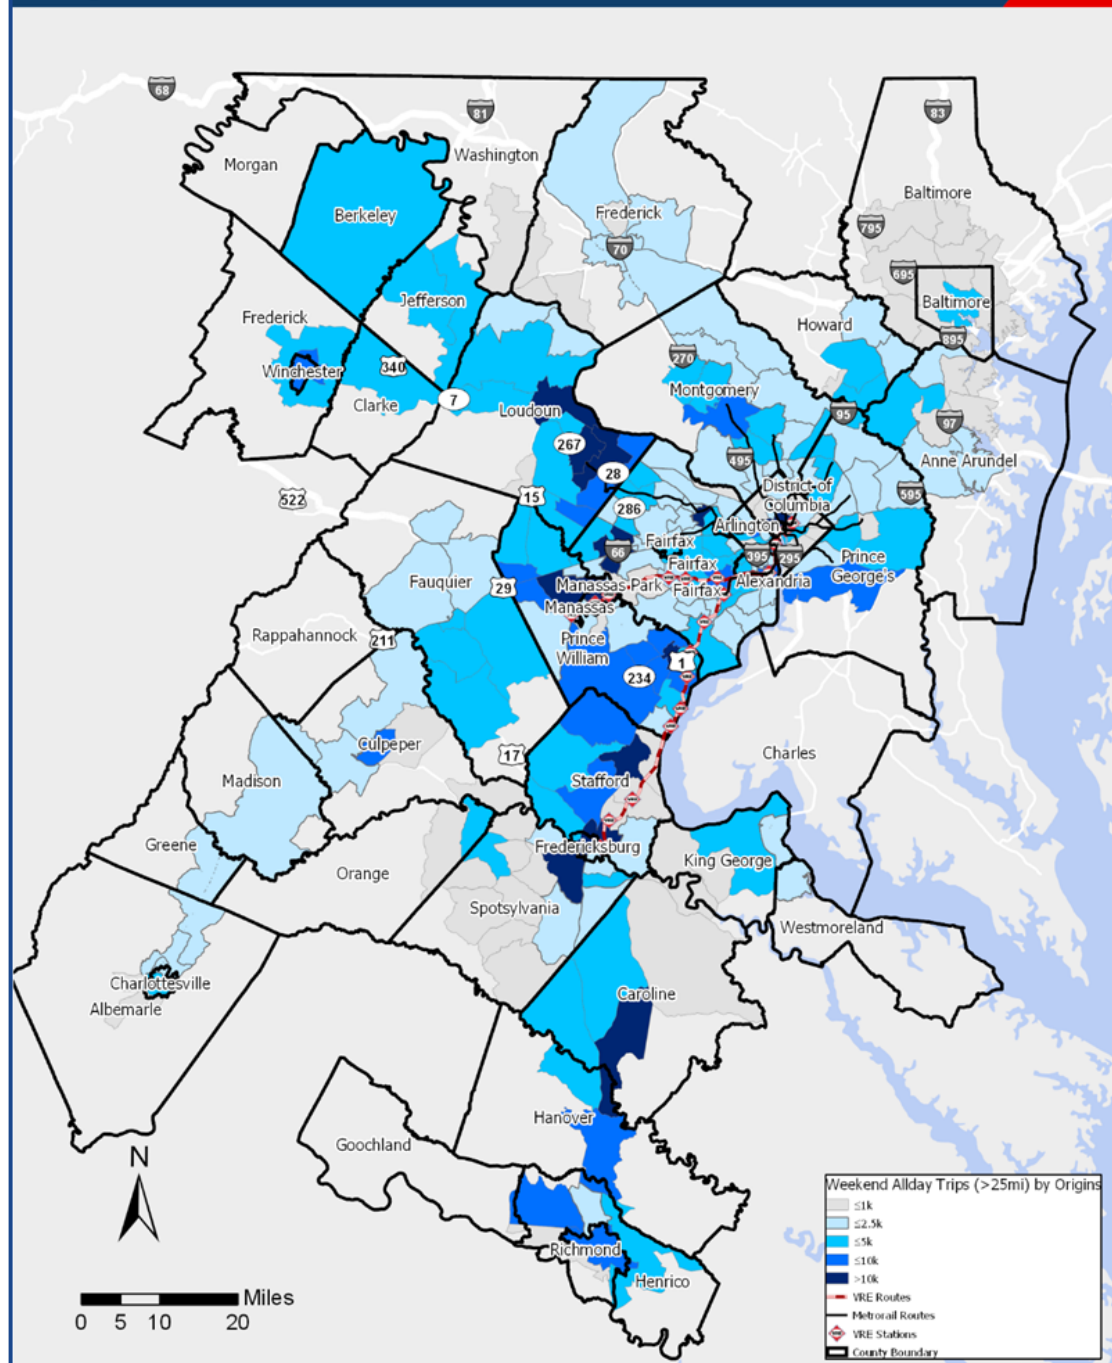 68
81
83
Morgan
Washington
Baltimore
Berkeley
Frederick
795
70
695
Jefferson
Baltimore
Frederick
Howard
895
270
Winchester
340
Montgomery
Clarke
7
Loudoun
95
97
267
495
Anne Arundel
28
District of
Columbia
595
522
15
286
Arlington
Fairfax
66
395
295
Prince
George's
Fairfax
Fauquier
29
Manassas Park
Fairfax
Alexandria
Manassas
Rappahannock
211
Prince
William
1
234
Culpeper
17
Charles
Madison
Stafford
Greene
Fredericksburg
King George
Orange
Spotsylvania
Westmoreland
Charlottesville
Albemarle
Caroline
Hanover
Goochland
N
Richmond
Henrico
Miles
0 5 10 20
Weekend Allday Trips (>25mi) by Origins
≤1k
≤2.5k
≤5k
≤10k
>10k
VRE Routes
Metrorail Routes
VRE Stations
County Boundary